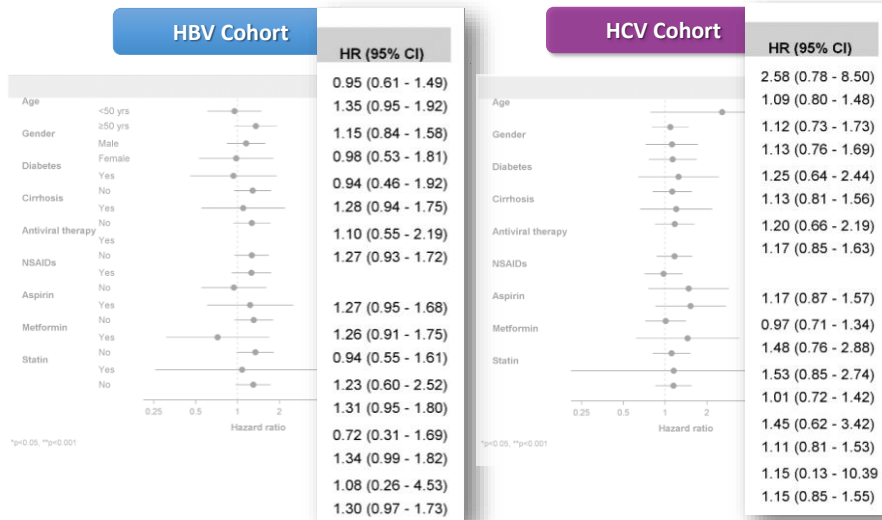 HBV Cohort
HR (95% CI)
Age
<50 yrs
0.95 (0.61 - 1.49)
≥50 yrs
1.35 (0.95 - 1.92)
Gender
Male
1.15 (0.84 - 1.58)
Female
0.98 (0.53 - 1.81)
Diabetes
Yes
0.94 (0.46 - 1.92)
No
1.28 (0.94 - 1.75)
Cirrhosis
Yes
1.10 (0.55 - 2.19)
No
1.27 (0.93 - 1.72)
Antiviral therapy
Yes
No
1.27 (0.95 - 1.68)
NSAIDs
Yes
1.26 (0.91 - 1.75)
No
0.94 (0.55 - 1.61)
Aspirin
Yes
1.23 (0.60 - 2.52)
No
1.31 (0.95 - 1.80)
Metformin
Yes
0.72 (0.31 - 1.69)
No
1.34 (0.99 - 1.82)
Statin
Yes
1.08 (0.26 - 4.53)
No
1.30 (0.97 - 1.73)
0.25 0.5 1 2
Hazard ratio
*p<0.05, **p<0.001
HCV Cohort
HR (95% CI)
2.58 (0.78 - 8.50)
Age
1.09 (0.80 - 1.48)
Gender
1.12 (0.73 - 1.73)
1.13 (0.76 - 1.69)
Diabetes
1.25 (0.64 - 2.44)
Cirrhosis
1.13 (0.81 - 1.56)
1.20 (0.66 - 2.19)
Antiviral therapy
1.17 (0.85 - 1.63)
NSAIDs
1.17 (0.87 - 1.57)
Aspirin
0.97 (0.71 - 1.34)
1.48 (0.76 - 2.88)
Metformin
1.53 (0.85 - 2.74)
1.01 (0.72 - 1.42)
Statin
1.45 (0.62 - 3.42)
1.11 (0.81 - 1.53)
1.15 (0.13 - 10.39
1.15 (0.85 - 1.55)
0.25 0.5 1 2
Hazard ratio
*p<0.05, **p<0.001